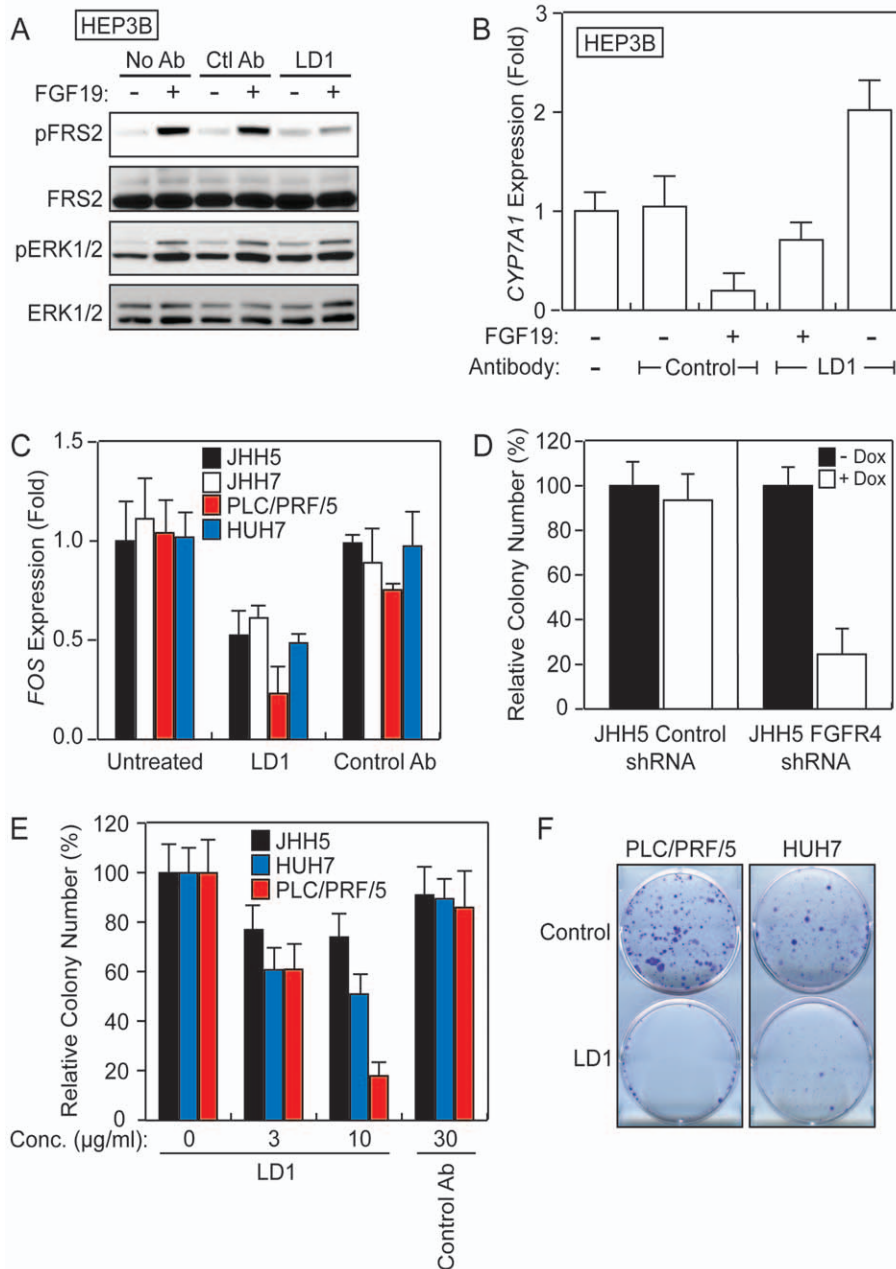 A
HEP3B
No Ab Ctl Ab LD1
FGF19: - + - + - +
pFRS2
FRS2
pERK1/2
ERK1/2
B
HEP3B
CYP7A1 Expression (Fold)
3
2
1
0
FGF19: - - + + -
Antibody: - Control LD1
C
FOS Expression (Fold)
1.5
1.0
0.5
0.0
JHH5
JHH7
PLC/PRF/5
HUH7
Untreated LD1 Control Ab
D
Relative Colony Number (%)
120
100
80
60
40
20
0
- Dox
+ Dox
JHH5 Control shRNA
JHH5 FGFR4 shRNA
E
Relative Colony Number (%)
120
100
80
60
40
20
0
JHH5
HUH7
PLC/PRF/5
Conc. (µg/ml): 0 3 10 30
LD1
Control Ab
F
PLC/PRF/5 HUH7
Control
LD1